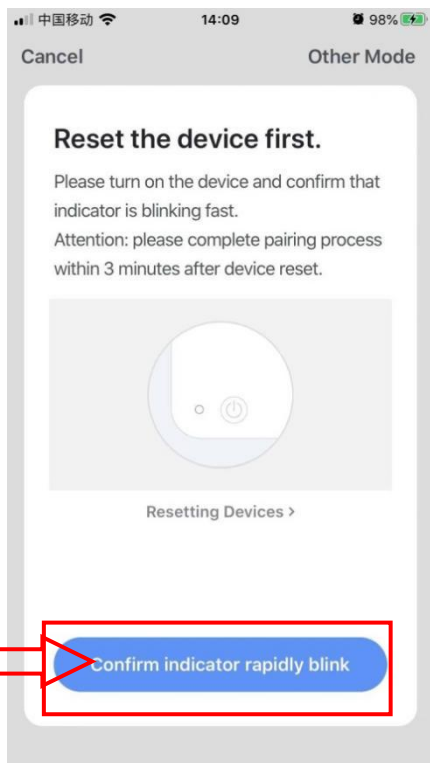 中国移动 14:09 98%
Cancel Other Mode
Reset the device first.
Please turn on the device and confirm that
indicator is blinking fast.
Attention: please complete pairing process
within 3 minutes after device reset.
Resetting Devices >
Confirm indicator rapidly blink